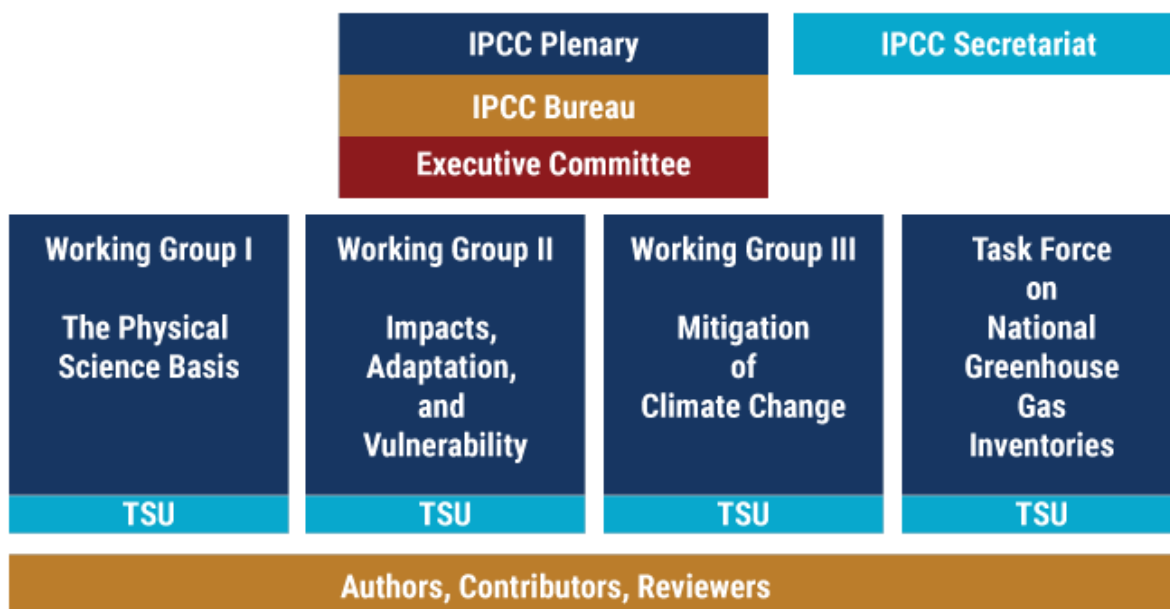 IPCC Plenary
IPCC Secretariat
IPCC Bureau
Executive Committee
Working Group I
The Physical
Science Basis
TSU
Working Group II
Impacts,
Adaptation,
and
Vulnerability
TSU
Working Group III
Mitigation
of
Climate Change
TSU
Task Force
on
National
Greenhouse
Gas
Inventories
TSU
Authors, Contributors, Reviewers